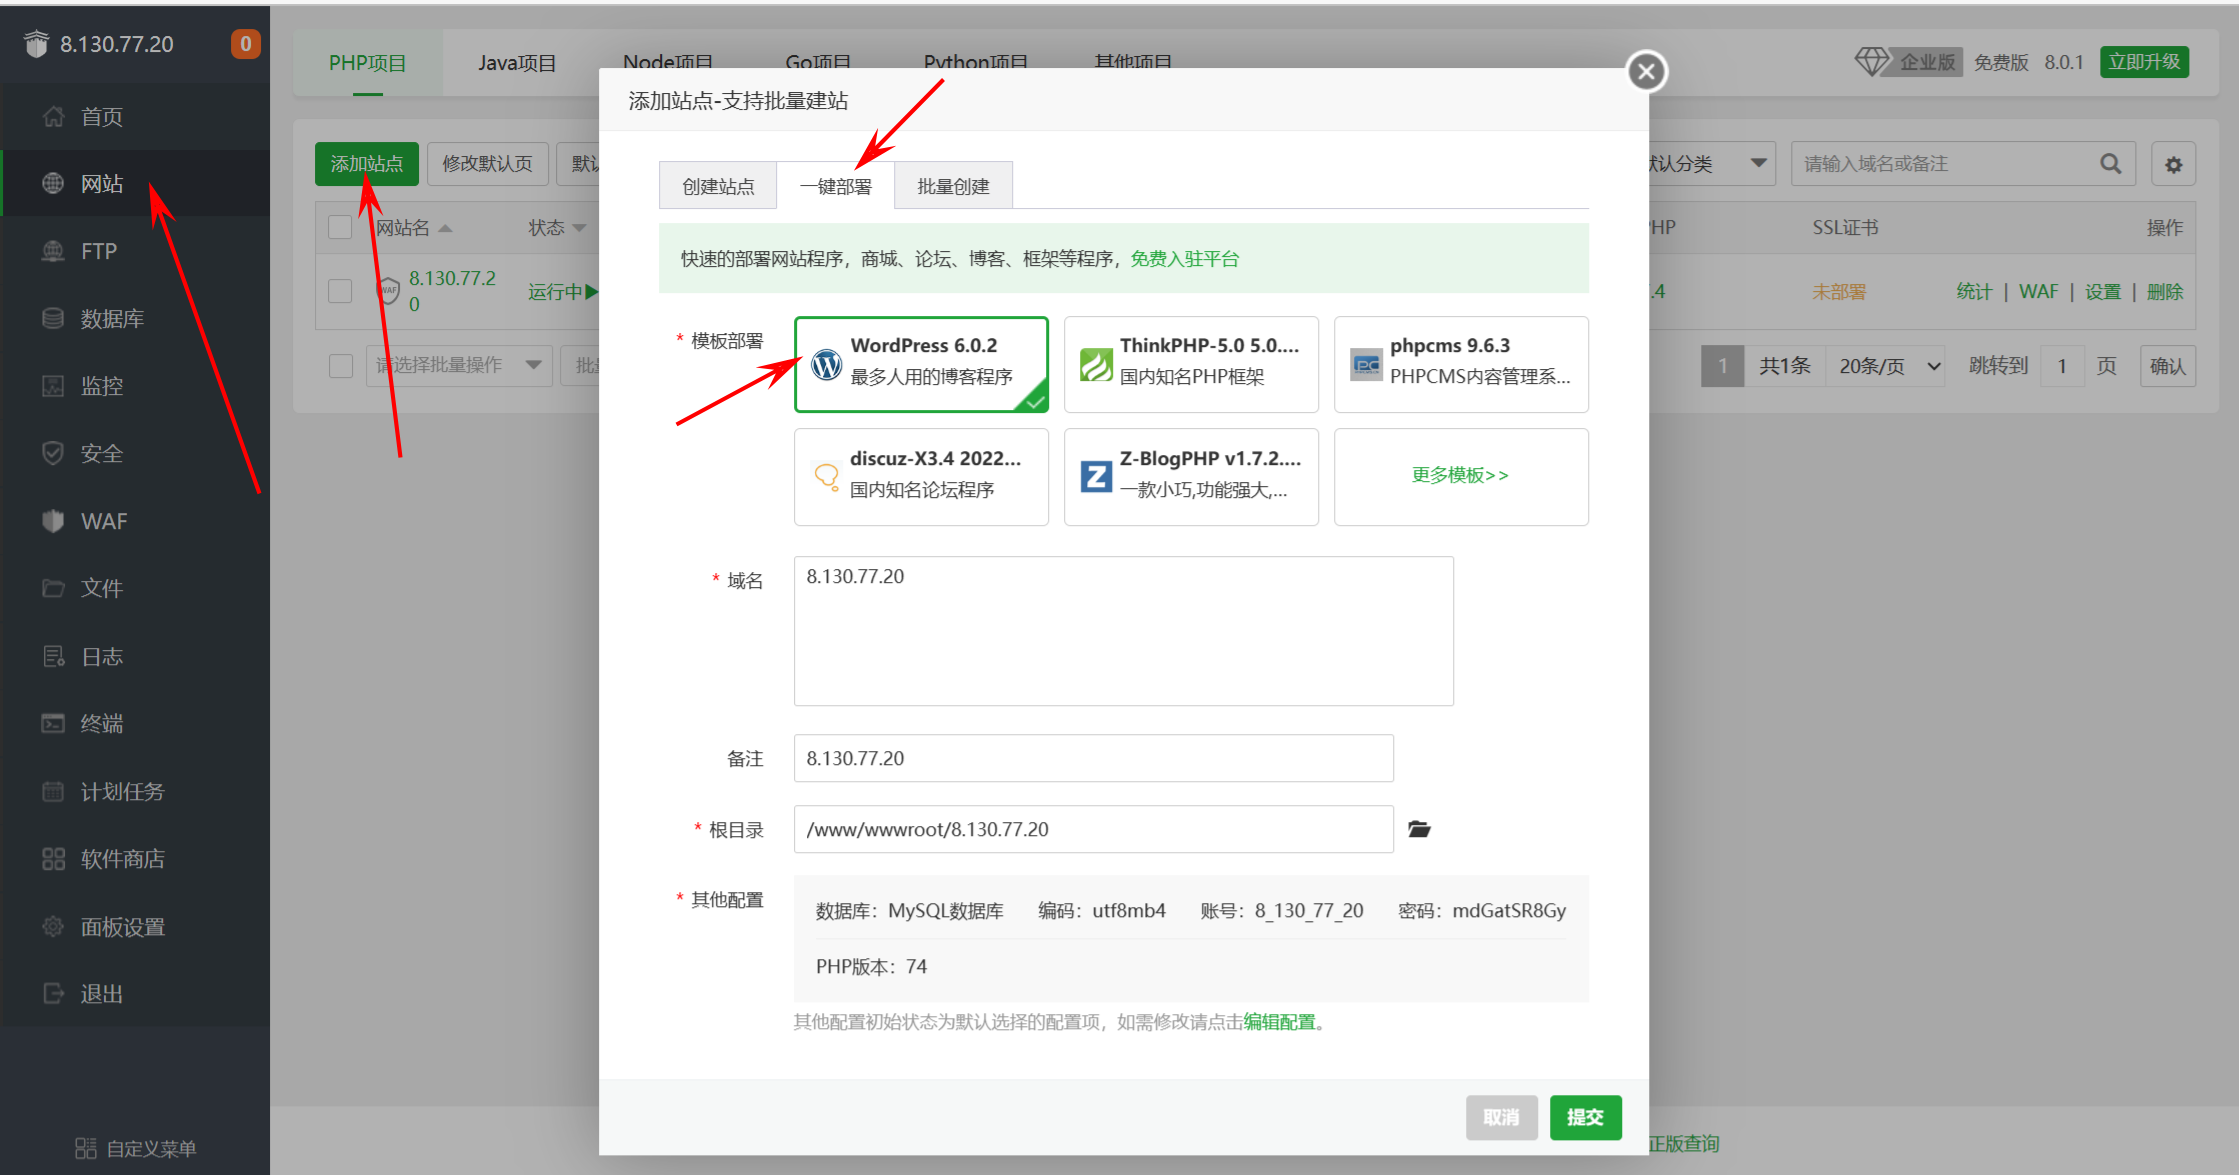 8.130.77.20
0
首页
网站
FTP
数据库
监控
安全
WAF
文件
日志
终端
计划任务
软件商店
面板设置
退出
自定义菜单
PHP项目 Java项目 Node项目 Go项目 Python项目 其他项目
企业版 免费版 8.0.1 立即升级
添加站点 修改默认页
默认分类 请输入域名或备注
网站名 状态 SSL证书 操作
WAF 8.130.77.2
0
运行中 .4 未部署 统计 | WAF | 设置 | 删除
请选择批量操作
1 共1条 20条/页 跳转到 1 页 确认
添加站点-支持批量建站
创建站点 一键部署 批量创建
快速的部署网站程序，商城、论坛、博客、框架等程序，免费入驻平台
* 模板部署
WordPress 6.0.2
最多人用的博客程序
ThinkPHP-5.0 5.0....
国内知名PHP框架
phpcms 9.6.3
PHPCMS内容管理系...
discuz-X3.4 2022...
国内知名论坛程序
Z-BlogPHP v1.7.2....
一款小巧,功能强大,...
更多模板>>
* 域名 8.130.77.20
备注 8.130.77.20
* 根目录 /www/wwwroot/8.130.77.20
* 其他配置
数据库：MySQL数据库 编码：utf8mb4 账号：8_130_77_20 密码：mdGatSR8Gy
PHP版本：74
其他配置初始状态为默认选择的配置项，如需修改请点击编辑配置。
取消 提交
正版查询